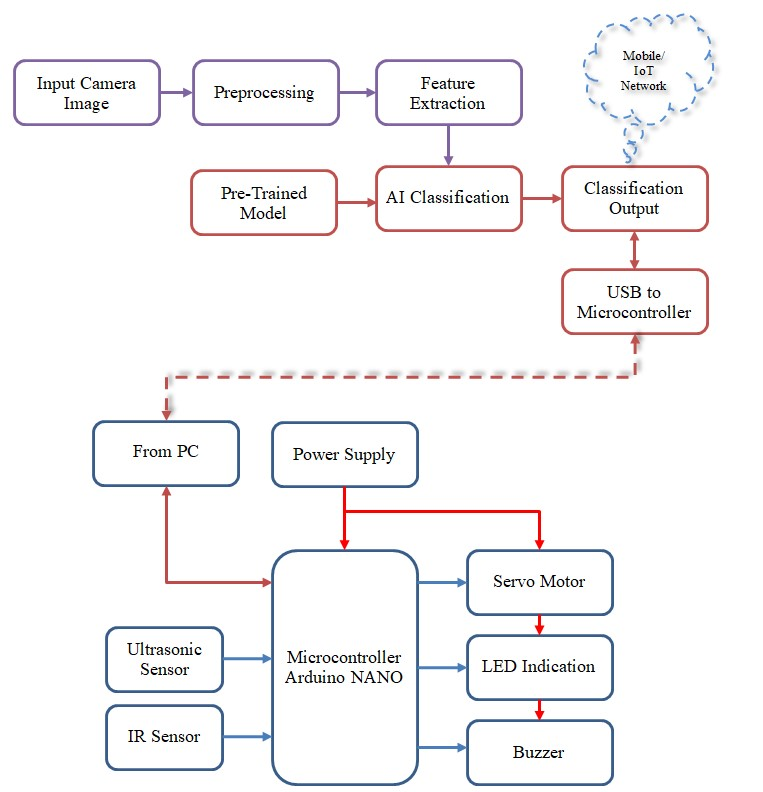 Mobile/
IoT
Network
Input Camera
Image
Preprocessing
Feature
Extraction
Pre-Trained
Model
AI Classification
Classification
Output
USB to
Microcontroller
From PC
Power Supply
Servo Motor
Ultrasonic
Sensor
Microcontroller
Arduino NANO
LED Indication
IR Sensor
Buzzer